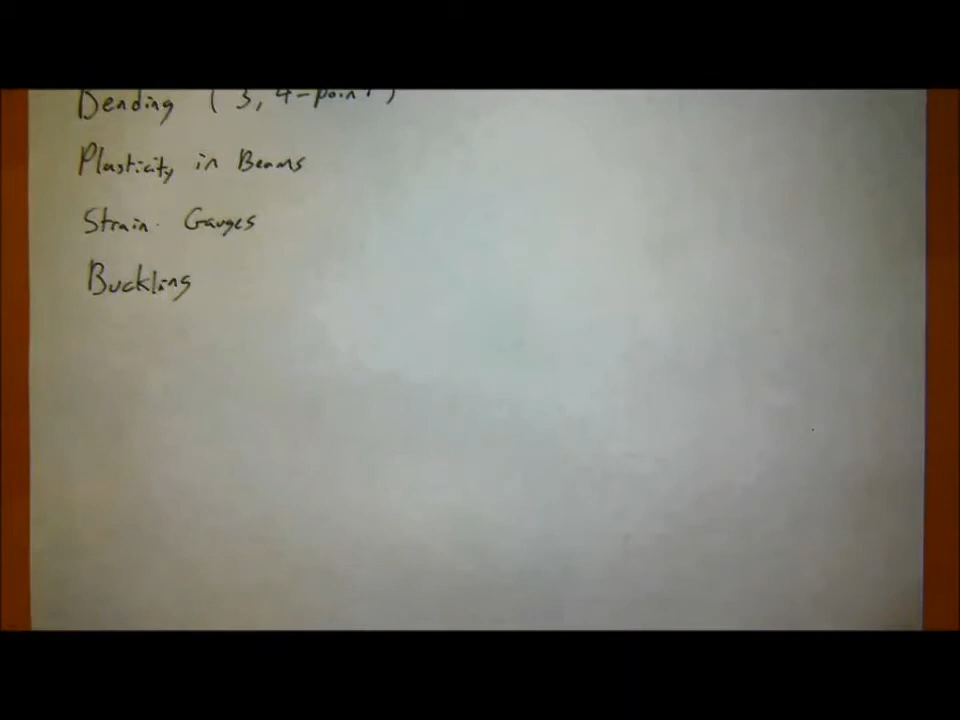 Bending (3, 4-point)
Plasticity in Beams
Strain Gauges
Buckling